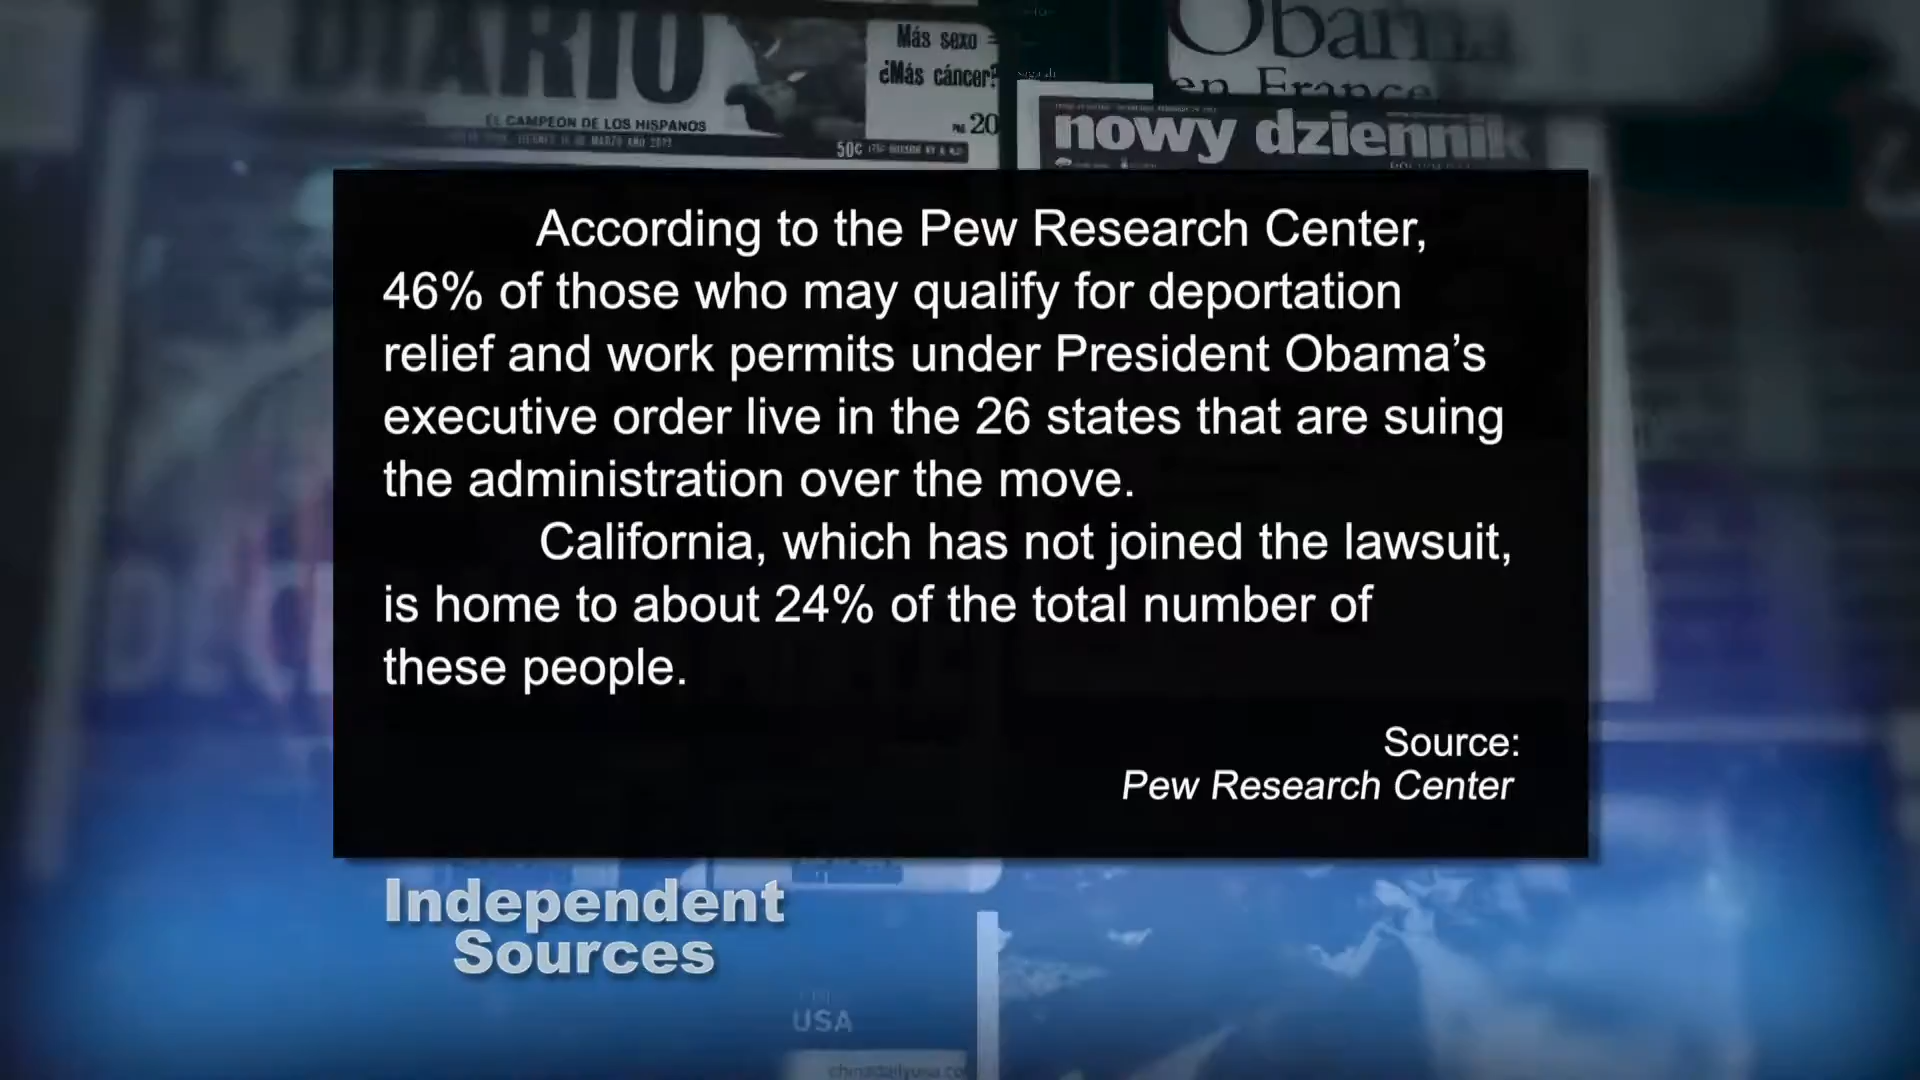 EL DIARIO
Más sexo =
¿Más cáncer?
PAG. 20
EL CAMPEON DE LOS HISPANOS
50¢
Obama
en France
nowy dziennik
According to the Pew Research Center,
46% of those who may qualify for deportation
relief and work permits under President Obama’s
executive order live in the 26 states that are suing
the administration over the move.
California, which has not joined the lawsuit,
is home to about 24% of the total number of
these people.
Source:
Pew Research Center
Independent
Sources
USA